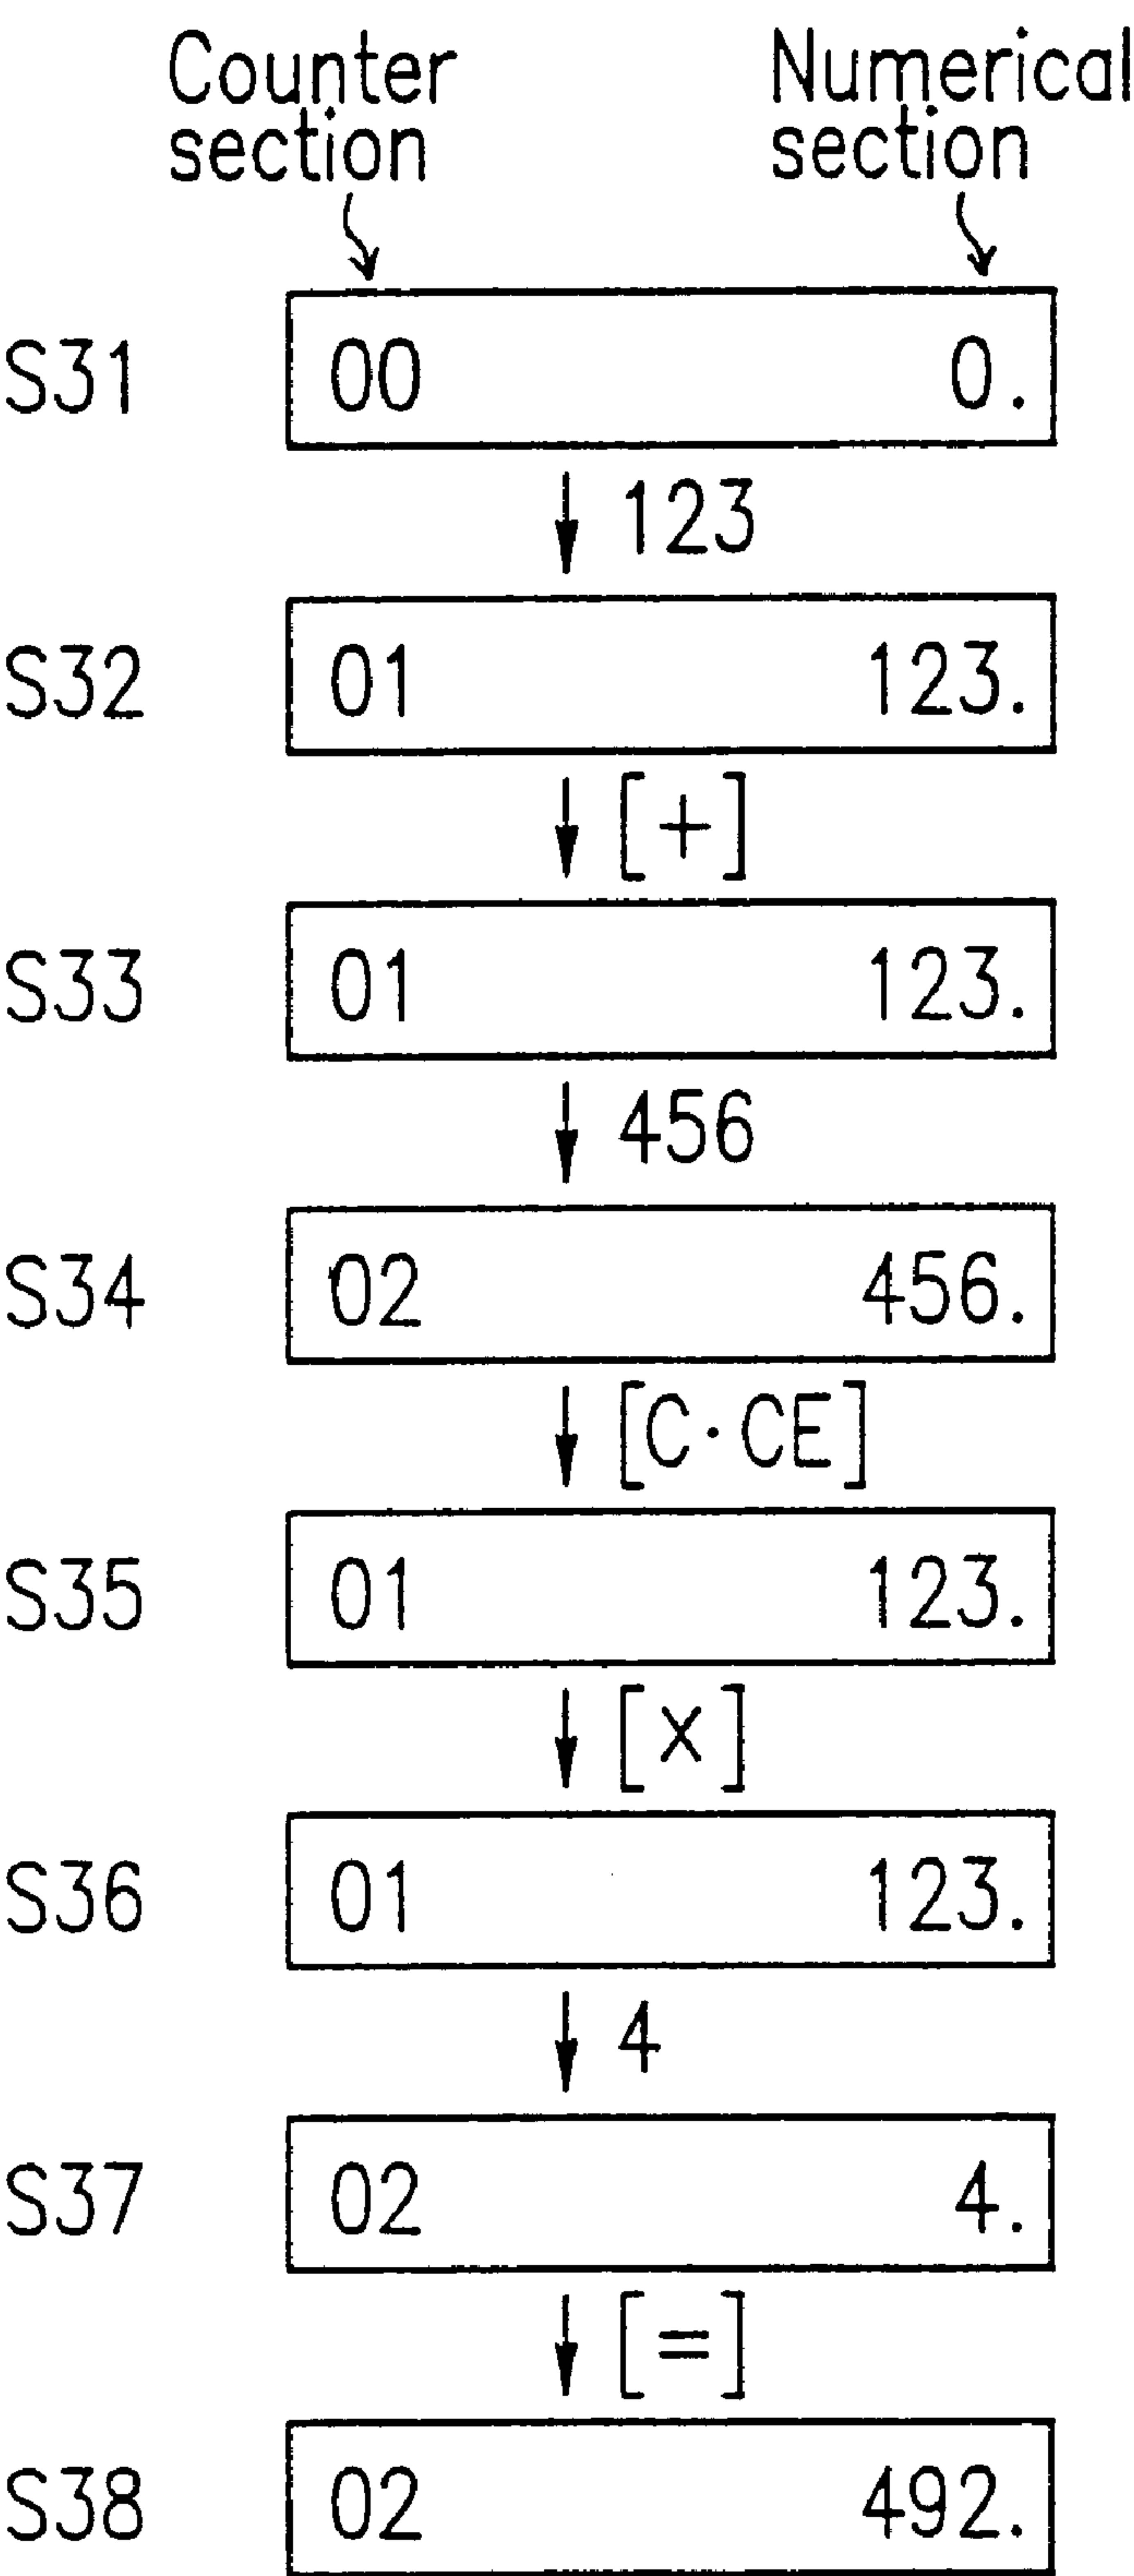 Counter section
Numerical section
S31 00 0.
123
S32 01 123.
[+]
S33 01 123.
456
S34 02 456.
[C·CE]
S35 01 123.
[×]
S36 01 123.
4
S37 02 4.
[=]
S38 02 492.